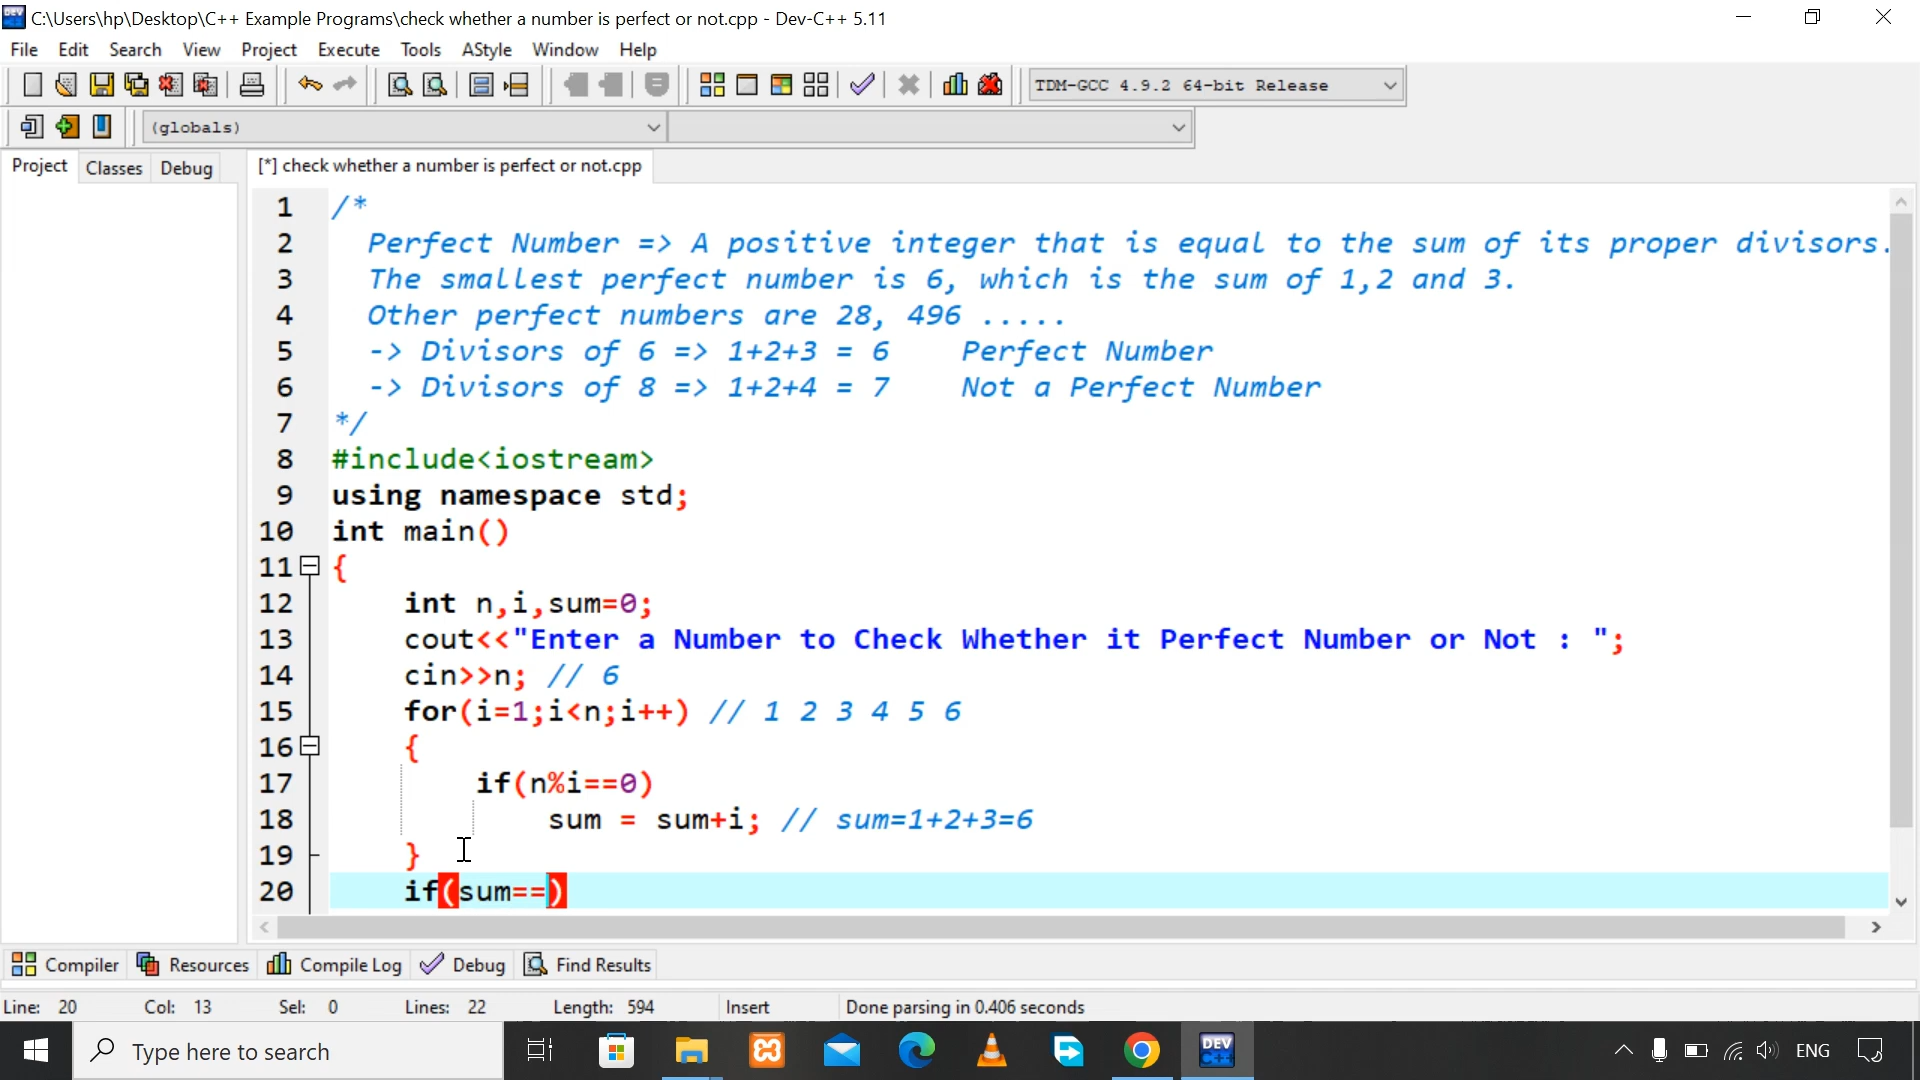 C:\Users\hp\Desktop\C++ Example Programs\check whether a number is perfect or not.cpp - Dev-C++ 5.11
File Edit Search View Project Execute Tools AStyle Window Help
TDM-GCC 4.9.2 64-bit Release
(globals)
Project Classes Debug
[*] check whether a number is perfect or not.cpp
1 /*
2 Perfect Number => A positive integer that is equal to the sum of its proper divisors.
3 The smallest perfect number is 6, which is the sum of 1,2 and 3.
4 Other perfect numbers are 28, 496 .....
5 -> Divisors of 6 => 1+2+3 = 6 Perfect Number
6 -> Divisors of 8 => 1+2+4 = 7 Not a Perfect Number
7 */
8 #include<iostream>
9 using namespace std;
10 int main()
11 {
12 int n,i,sum=0;
13 cout<<"Enter a Number to Check Whether it Perfect Number or Not : ";
14 cin>>n; // 6
15 for(i=1;i<n;i++) // 1 2 3 4 5 6
16 {
17 if(n%i==0)
18 sum = sum+i; // sum=1+2+3=6
19 }
20 if(sum==)
Compiler Resources Compile Log Debug Find Results
Line: 20 Col: 13 Sel: 0 Lines: 22 Length: 594 Insert Done parsing in 0.406 seconds
Type here to search
DEV C++
ENG